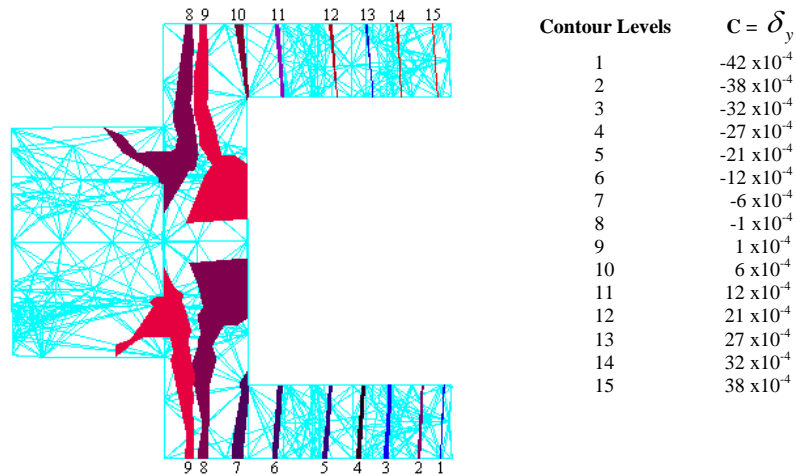 8 9 10 11 12 13 14 15
Contour Levels C = δy
1 -42 x10-4
2 -38 x10-4
3 -32 x10-4
4 -27 x10-4
5 -21 x10-4
6 -12 x10-4
7 -6 x10-4
8 -1 x10-4
9 1 x10-4
10 6 x10-4
11 12 x10-4
12 21 x10-4
13 27 x10-4
14 32 x10-4
15 38 x10-4
9 8 7 6 5 4 3 2 1